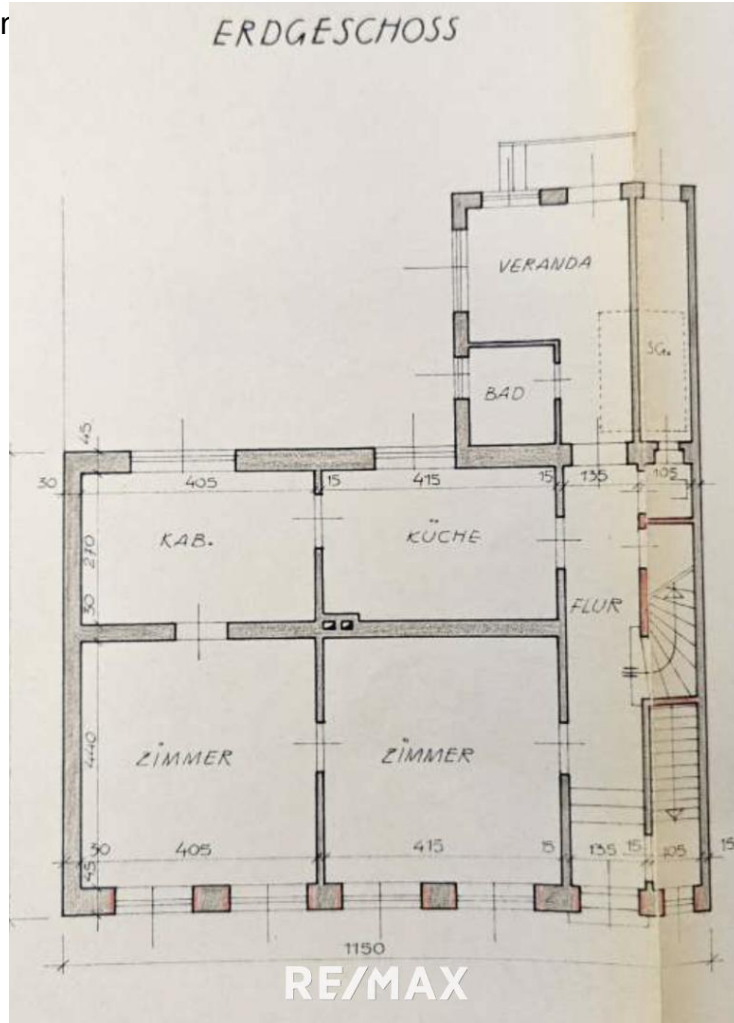 r
ERDGESCHOSS
VERANDA
SG.
BAD
45
30
405
15
415
15
135
105
KAB.
KÜCHE
270
FLUR
30
ZIMMER
ZIMMER
440
30
405
415
15
135
15
105
15
45
1150
RE/MAX